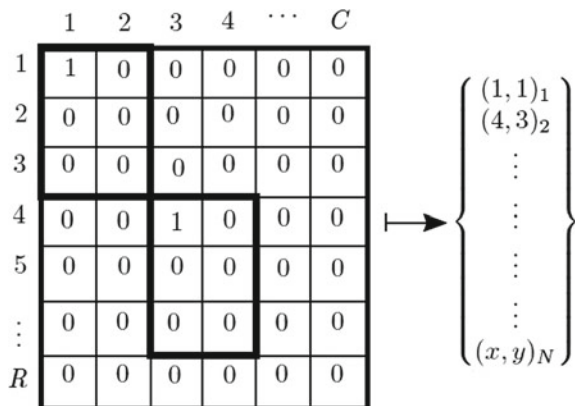 1 2 3 4 ⋯ C
1 1 0 0 0 0 0
2 0 0 0 0 0 0
3 0 0 0 0 0 0
4 0 0 1 0 0 0
5 0 0 0 0 0 0
⋮ 0 0 0 0 0 0
R 0 0 0 0 0 0
(1, 1)₁
(4, 3)₂
⋮
⋮
⋮
⋮
(x, y)_N